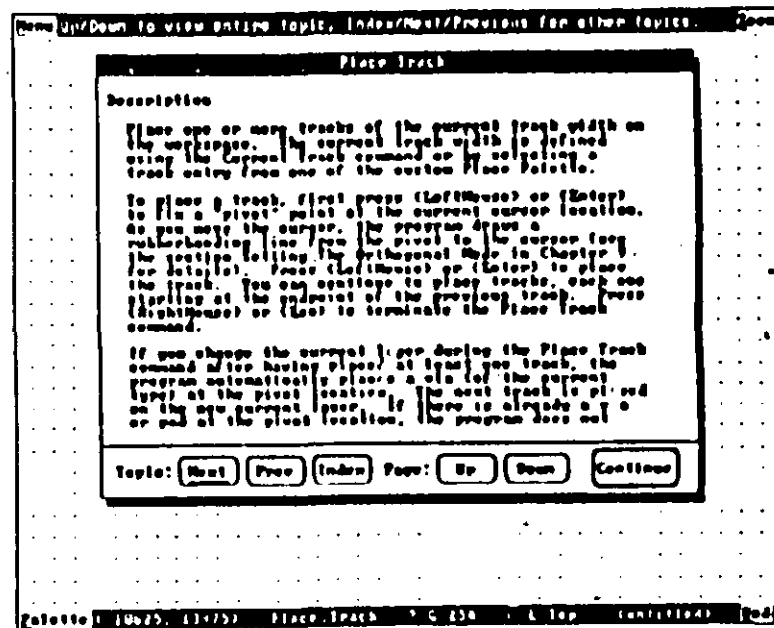 Menu Up/Down to view entire topic, Index/Next/Previous for other topics. Zoom
Place Track
Description
Place one or more tracks of the current track width on
the workspace. The current track width is defined
using the Current Track command or by selecting a
track entry from one of the custom Place Palette.
To place a track, first press (LeftMouse) or (Enter)
to fix a "pivot" point at the current cursor location.
As you move the cursor, the program draws a
rubberbanding line from the pivot to the cursor (see
the section Setting The Orthogonal Mode in Chapter
for details). Press (LeftMouse) or (Enter) to place
the track. You can continue to place tracks, each one
starting at the endpoint of the previous track. Press
(RightMouse) or (Esc) to terminate the Place Track
command.
If you change the current layer during the Place Track
command after having placed at least one track, the
program automatically places a via (of the current
type) at the pivot location. The next track is placed
on the new current layer. If there is already a via
or pad at the pivot location, the program does not
Topic: Next Prev Index Page: Up Down Continue
Palette Place.Track Top (untitled)